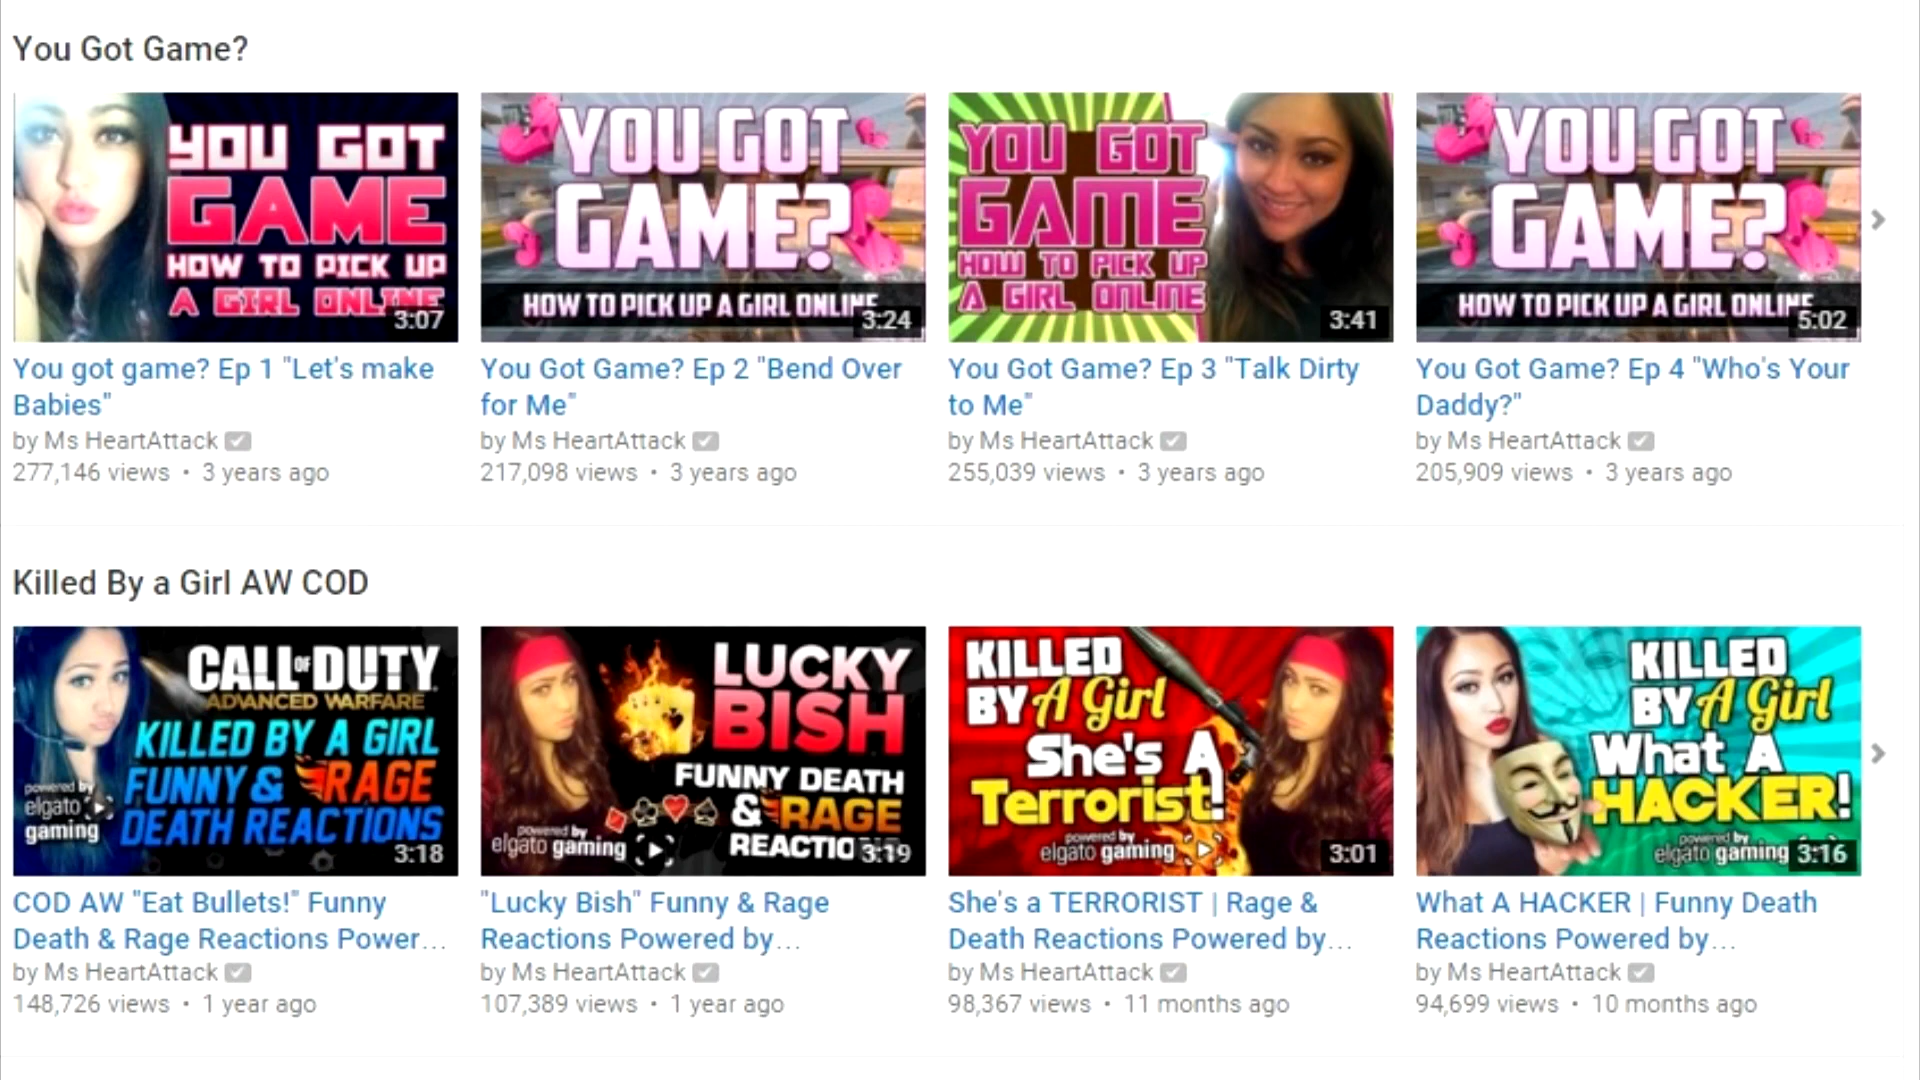 You Got Game?
YOU GOT
GAME
HOW TO PICK UP
A GIRL ONLINE
3:07
YOU GOT
GAME?
HOW TO PICK UP A GIRL ONLINE
3:24
YOU GOT
GAME
HOW TO PICK UP
A GIRL ONLINE
3:41
YOU GOT
GAME?
HOW TO PICK UP A GIRL ONLINE
5:02
You got game? Ep 1 "Let's make
Babies"
by Ms HeartAttack
277,146 views • 3 years ago
You Got Game? Ep 2 "Bend Over
for Me"
by Ms HeartAttack
217,098 views • 3 years ago
You Got Game? Ep 3 "Talk Dirty
to Me"
by Ms HeartAttack
255,039 views • 3 years ago
You Got Game? Ep 4 "Who's Your
Daddy?"
by Ms HeartAttack
205,909 views • 3 years ago
Killed By a Girl AW COD
CALL OF DUTY
ADVANCED WARFARE
KILLED BY A GIRL
FUNNY & RAGE
DEATH REACTIONS
powered by
elgato
gaming
3:18
LUCKY
BISH
FUNNY DEATH
& RAGE
REACTIO
powered by
elgato gaming
3:19
KILLED
BY A Girl
She's A
Terrorist!
powered by
elgato gaming
3:01
KILLED
BY A Girl
What A
HACKER!
powered by
elgato gaming
3:16
COD AW "Eat Bullets!" Funny
Death & Rage Reactions Power...
by Ms HeartAttack
148,726 views • 1 year ago
"Lucky Bish" Funny & Rage
Reactions Powered by...
by Ms HeartAttack
107,389 views • 1 year ago
She's a TERRORIST | Rage &
Death Reactions Powered by...
by Ms HeartAttack
98,367 views • 11 months ago
What A HACKER | Funny Death
Reactions Powered by...
by Ms HeartAttack
94,699 views • 10 months ago